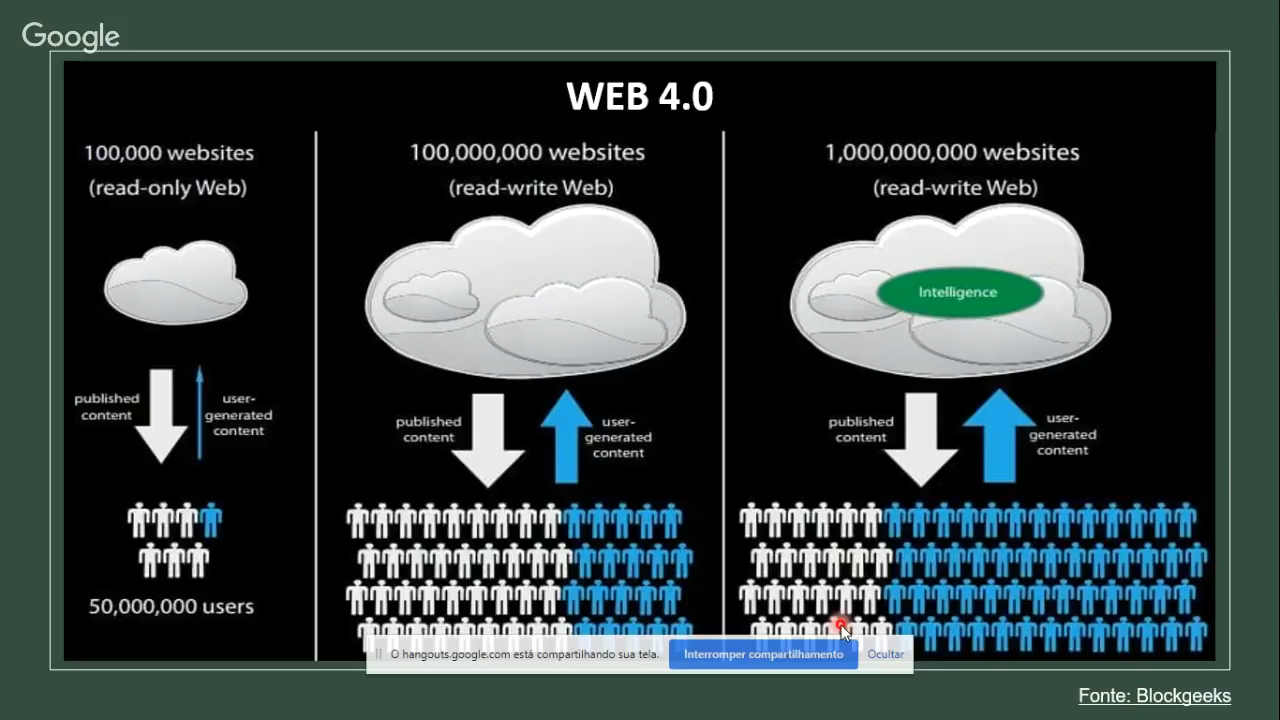 Google
WEB 4.0
100,000 websites
(read-only Web)
published
content
user-
generated
content
50,000,000 users
100,000,000 websites
(read-write Web)
published
content
user-
generated
content
1,000,000,000 websites
(read-write Web)
Intelligence
published
content
user-
generated
content
O hangouts.google.com está compartilhando sua tela.
Interromper compartilhamento
Ocultar
Fonte: Blockgeeks